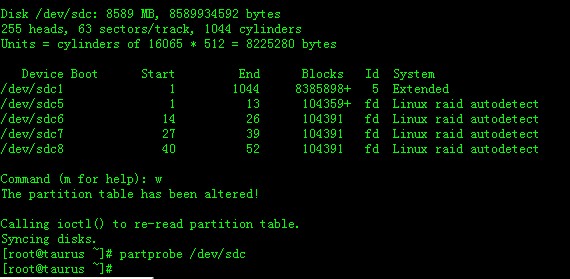 Disk /dev/sdc: 8589 MB, 8589934592 bytes
255 heads, 63 sectors/track, 1044 cylinders
Units = cylinders of 16065 * 512 = 8225280 bytes
Device Boot Start End Blocks Id System
/dev/sdc1 1 1044 8385898+ 5 Extended
/dev/sdc5 1 13 104359+ fd Linux raid autodetect
/dev/sdc6 14 26 104391 fd Linux raid autodetect
/dev/sdc7 27 39 104391 fd Linux raid autodetect
/dev/sdc8 40 52 104391 fd Linux raid autodetect
Command (m for help): w
The partition table has been altered!
Calling ioctl() to re-read partition table.
Syncing disks.
[root@taurus ~]# partprobe /dev/sdc
[root@taurus ~]#